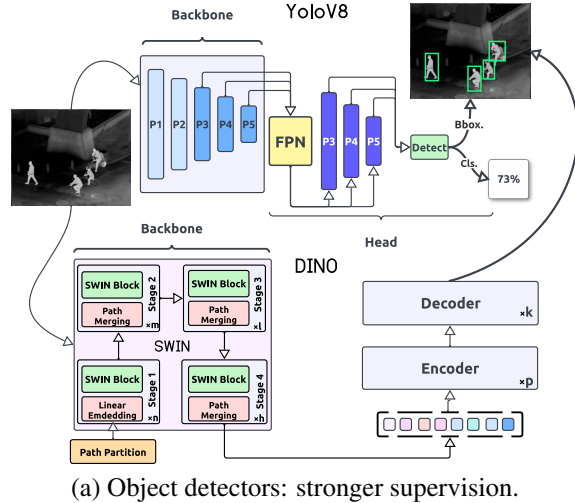 Backbone
YoloV8
P1
P2
P3
P4
P5
FPN
P3
P4
P5
Detect
Bbox.
Cls.
73%
Head
Backbone
DINO
SWIN Block
Path
Merging
Stage 2
×m
SWIN Block
Path
Merging
Stage 3
×l
SWIN
SWIN Block
Linear
Emdedding
Stage 1
×n
SWIN Block
Path
Merging
Stage 4
×h
Path Partition
Decoder
×k
Encoder
×p
(a) Object detectors: stronger supervision.